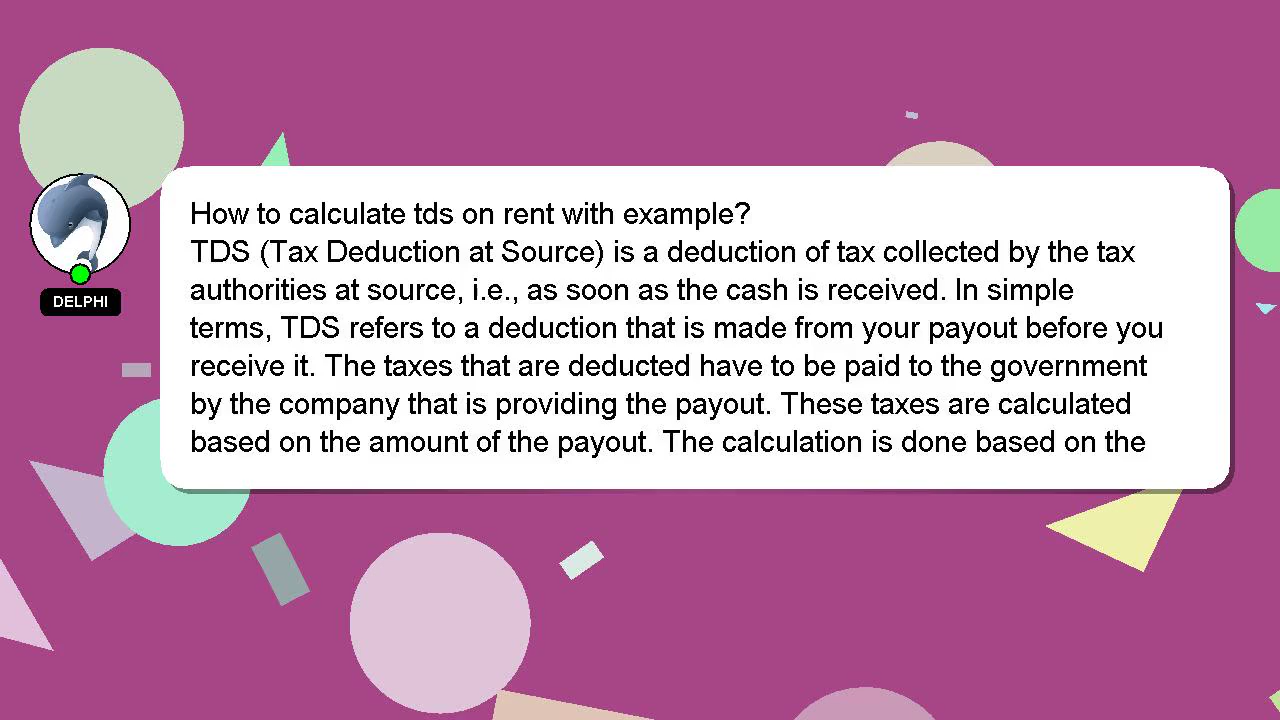 DELPHI
How to calculate tds on rent with example?
TDS (Tax Deduction at Source) is a deduction of tax collected by the tax
authorities at source, i.e., as soon as the cash is received. In simple
terms, TDS refers to a deduction that is made from your payout before you
receive it. The taxes that are deducted have to be paid to the government
by the company that is providing the payout. These taxes are calculated
based on the amount of the payout. The calculation is done based on the